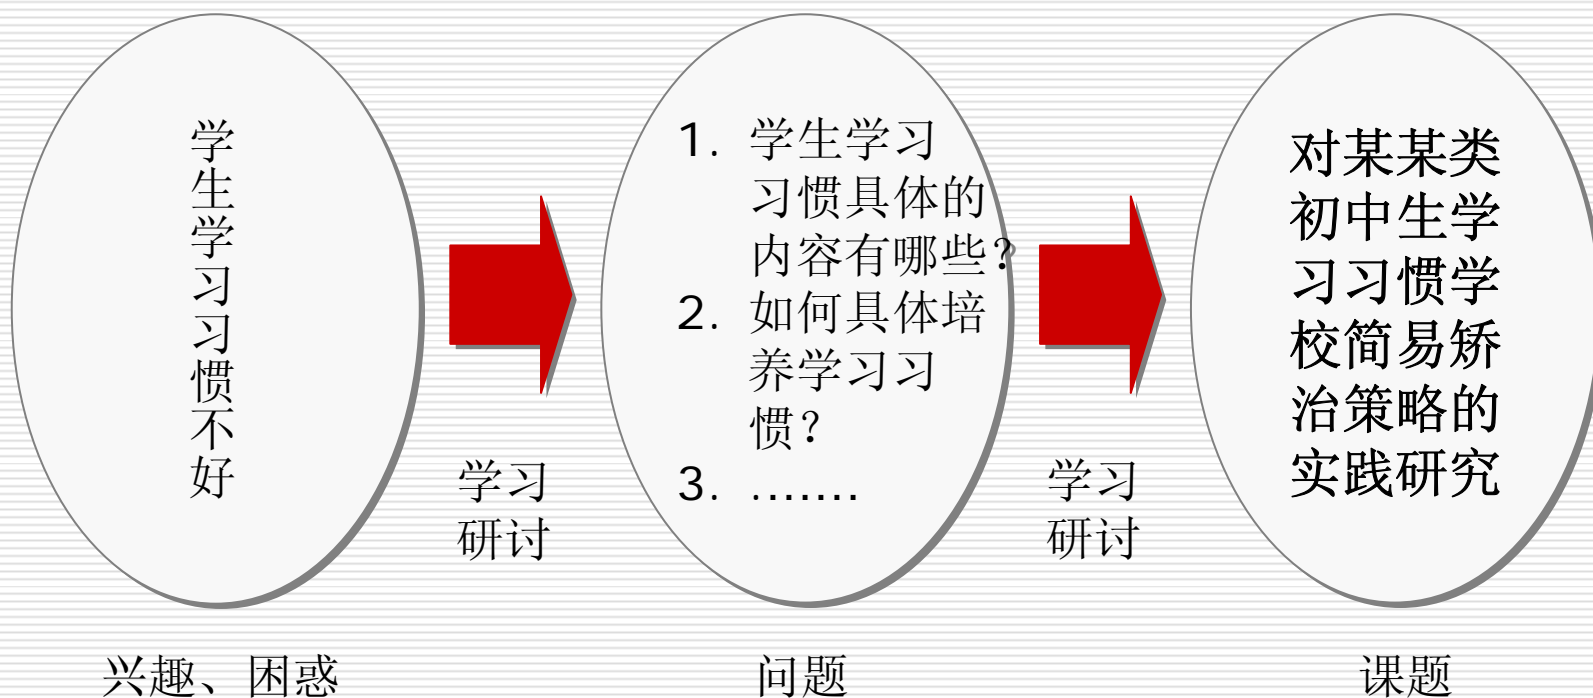 学生学习习惯不好
学习
研讨
1. 学生学习
习惯具体的
内容有哪些?
2. 如何具体培
养学习习
惯?
3. .......
学习
研讨
对某某类
初中生学
习习惯学
校简易矫
治策略的
实践研究
兴趣、困惑
问题
课题